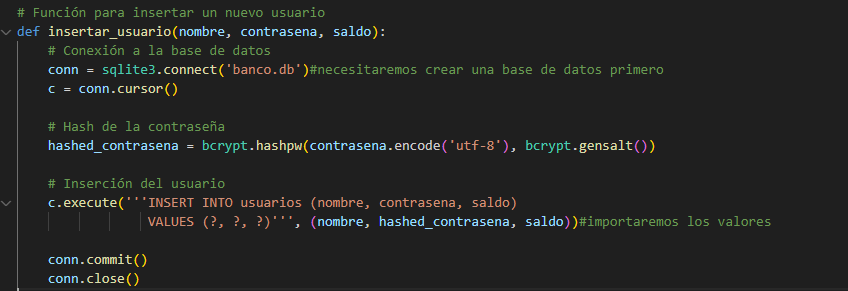 # Función para insertar un nuevo usuario
def insertar_usuario(nombre, contrasena, saldo):
# Conexión a la base de datos
conn = sqlite3.connect('banco.db')#necesitaremos crear una base de datos primero
c = conn.cursor()
# Hash de la contraseña
hashed_contrasena = bcrypt.hashpw(contrasena.encode('utf-8'), bcrypt.gensalt())
# Inserción del usuario
c.execute('''INSERT INTO usuarios (nombre, contrasena, saldo)
VALUES (?, ?, ?)''', (nombre, hashed_contrasena, saldo))#importaremos los valores
conn.commit()
conn.close()